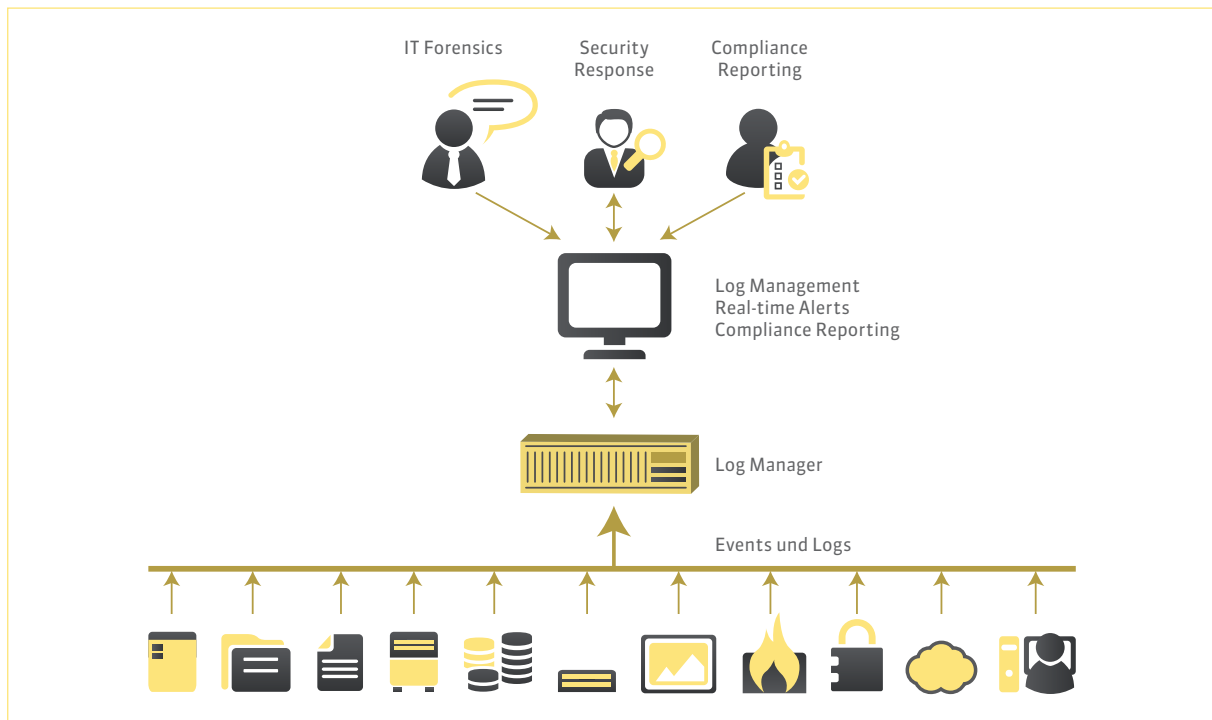 IT Forensics
Security
Response
Compliance
Reporting
Log Management
Real-time Alerts
Compliance Reporting
Log Manager
Events und Logs